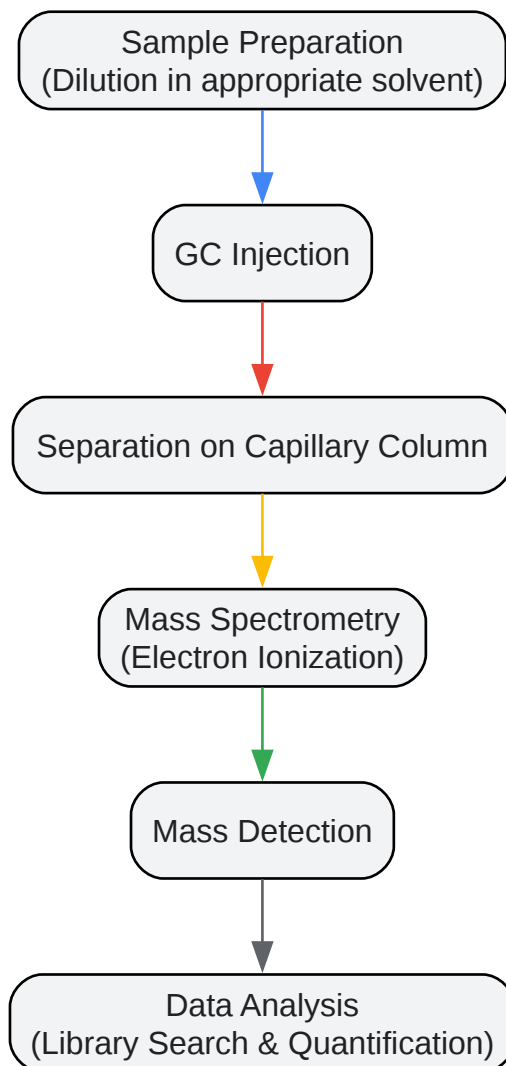 Sample Preparation
(Dilution in appropriate solvent)
GC Injection
Separation on Capillary Column
Mass Spectrometry
(Electron Ionization)
Mass Detection
Data Analysis
(Library Search & Quantification)